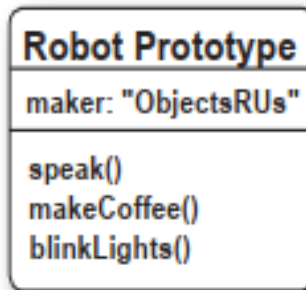 Robot Prototype
maker: "ObjectsRUs"
speak()
makeCoffee()
blinkLights()